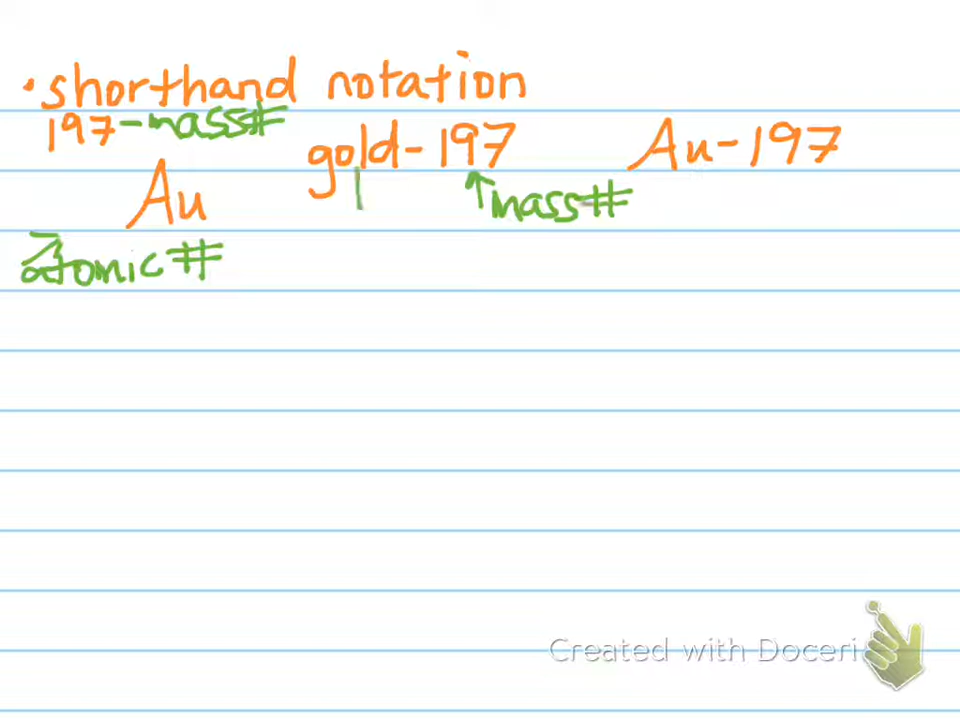 • shorthand notation
197 - mass#
gold-197 Au-197
Au
mass#
atomic #
Created with Doceri